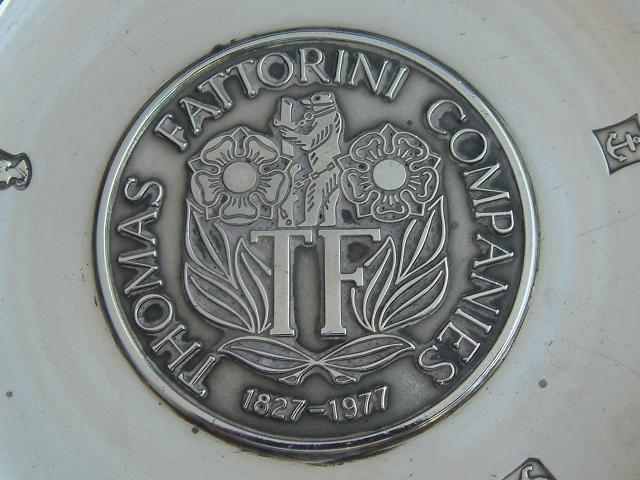 THOMAS FATTORINI COMPANIES
TF
1827-1977